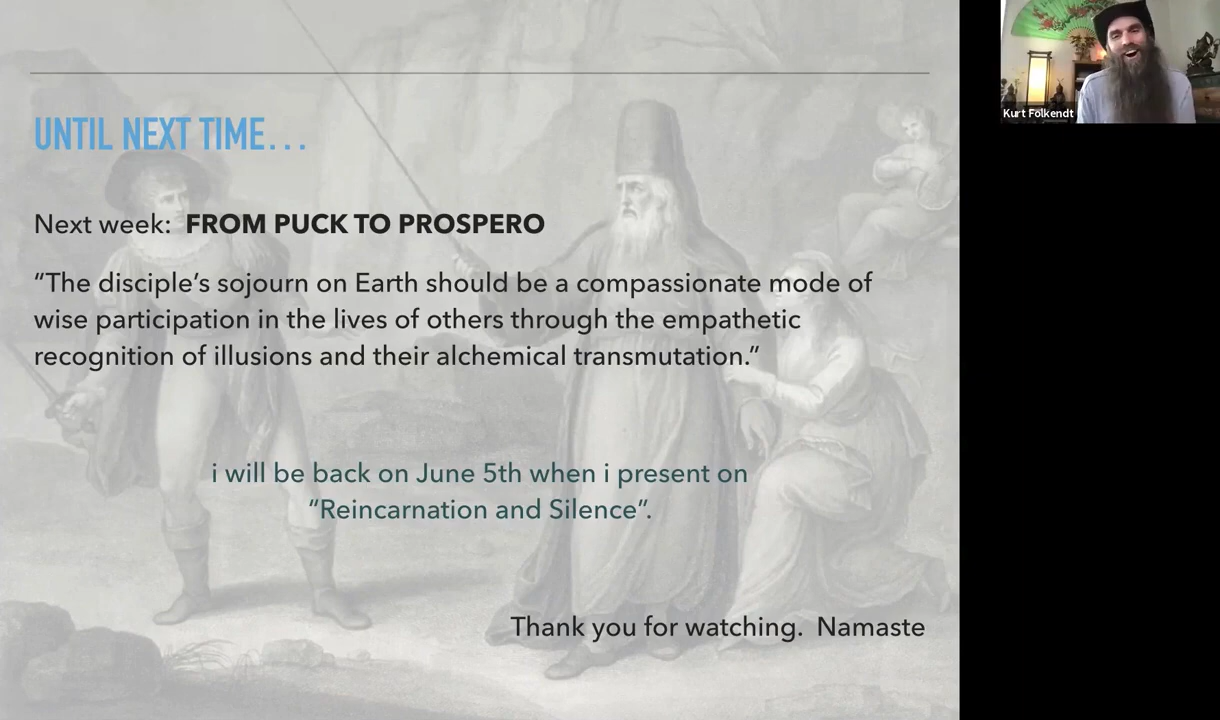 UNTIL NEXT TIME...
Next week: FROM PUCK TO PROSPERO
“The disciple’s sojourn on Earth should be a compassionate mode of
wise participation in the lives of others through the empathetic
recognition of illusions and their alchemical transmutation.”
i will be back on June 5th when i present on
“Reincarnation and Silence”.
Thank you for watching. Namaste
Kurt Folkendt